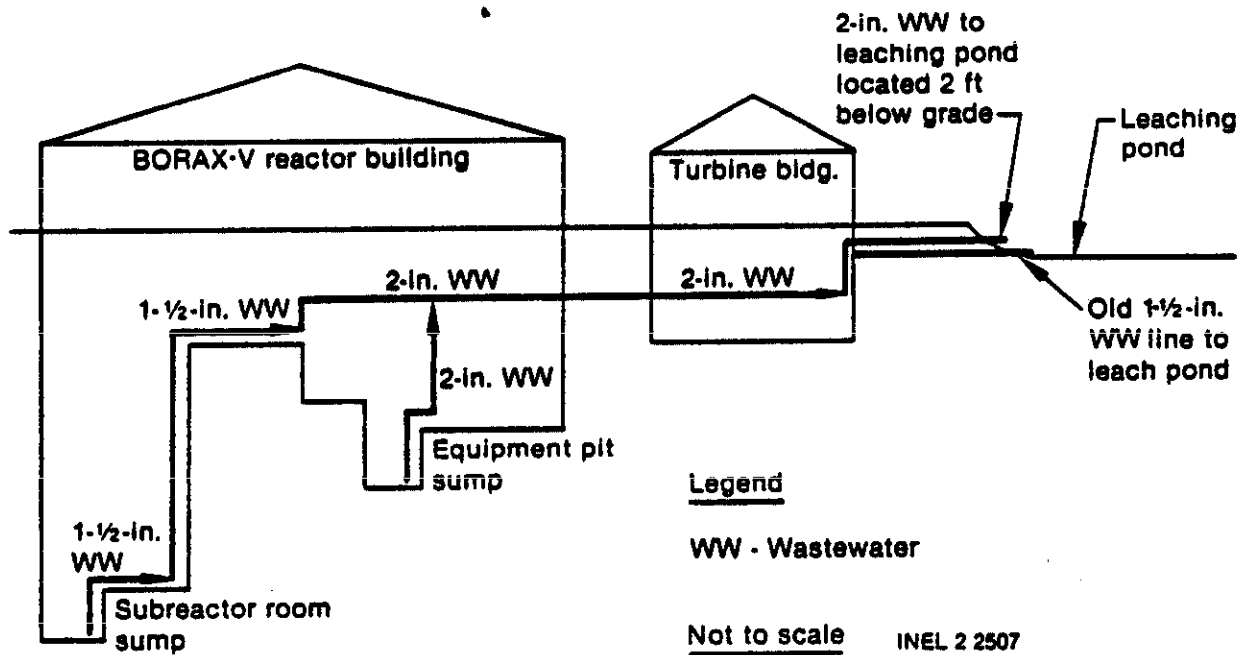 2-in. WW to
leaching pond
located 2 ft
below grade
Leaching
pond
BORAX-V reactor building
Turbine bldg.
2-in. WW
2-in. WW
1-½-in. WW
Old 1-½-in.
WW line to
leach pond
2-in. WW
Equipment pit
sump
Legend
1-½-in.
WW
WW - Wastewater
Subreactor room
sump
Not to scale
INEL 2 2507